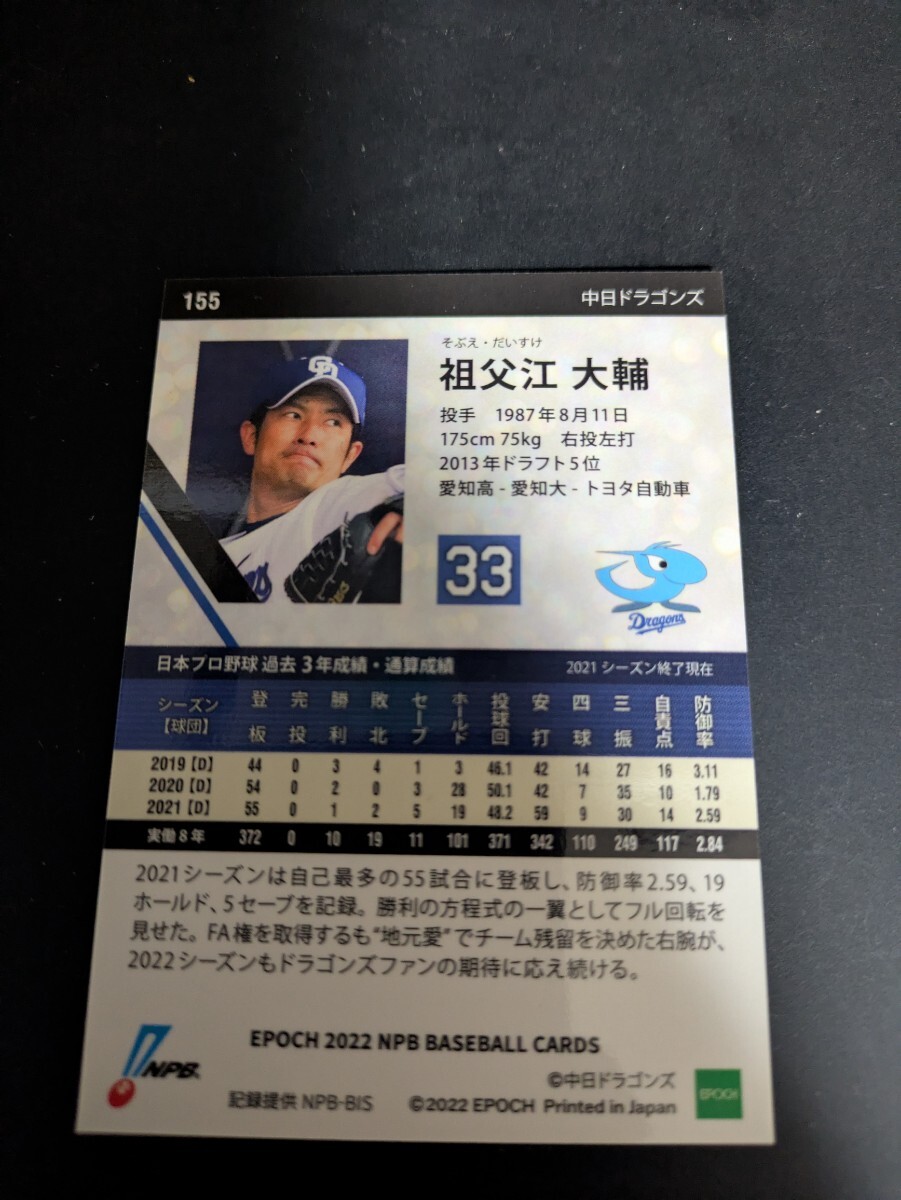 155 中日ドラゴンズ
そぶえ・だいすけ
祖父江 大輔
投手 1987年8月11日
175cm 75kg 右投左打
2013年ドラフト5位
愛知高 - 愛知大 - トヨタ自動車
33
Dragons
日本プロ野球 過去3年成績・通算成績 2021 シーズン終了現在
シーズン【球団】 登板 完投 勝利 敗北 セーブ ホールド 投球回 安打 四球 三振 自責点 防御率
2019【D】 44 0 3 4 1 3 46.1 42 14 27 16 3.11
2020【D】 54 0 2 0 3 28 50.1 42 7 35 10 1.79
2021【D】 55 0 1 2 5 19 48.2 59 9 30 14 2.59
実働8年 372 0 10 19 11 101 371 342 110 249 117 2.84
2021シーズンは自己最多の55試合に登板し、防御率2.59、19
ホールド、5セーブを記録。勝利の方程式の一翼としてフル回転を
見せた。FA権を取得するも“地元愛”でチーム残留を決めた右腕が、
2022シーズンもドラゴンズファンの期待に応え続ける。
NPB
EPOCH 2022 NPB BASEBALL CARDS
©中日ドラゴンズ
記録提供 NPB-BIS ©2022 EPOCH Printed in Japan
EPOCH